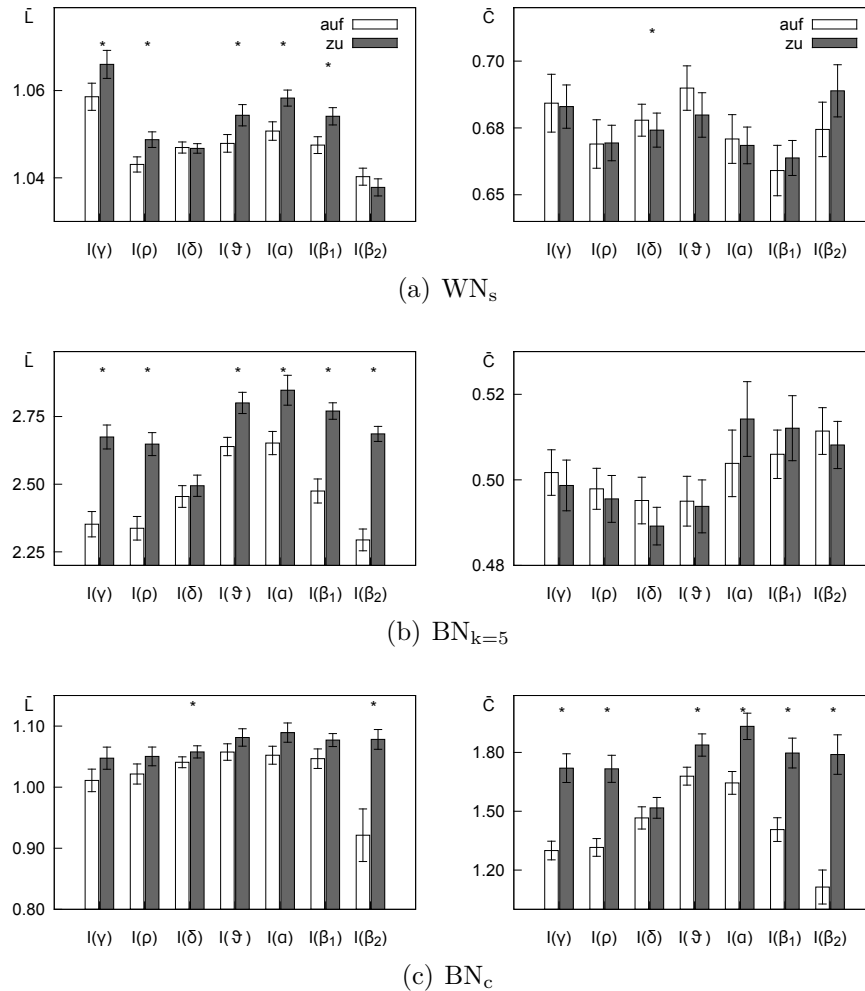 L̄
auf
zu
* * * * *
1.06
1.04
I(γ) I(ρ) I(δ) I(ϑ) I(α) I(β₁) I(β₂)
C̄
auf
zu
*
0.70
0.68
0.65
I(γ) I(ρ) I(δ) I(ϑ) I(α) I(β₁) I(β₂)
(a) WNₛ
L̄
* * * * * *
2.75
2.50
2.25
I(γ) I(ρ) I(δ) I(ϑ) I(α) I(β₁) I(β₂)
C̄
0.52
0.50
0.48
I(γ) I(ρ) I(δ) I(ϑ) I(α) I(β₁) I(β₂)
(b) BNₖ₌₅
L̄
* *
1.10
1.00
0.90
0.80
I(γ) I(ρ) I(δ) I(ϑ) I(α) I(β₁) I(β₂)
C̄
* * * * * *
1.80
1.50
1.20
I(γ) I(ρ) I(δ) I(ϑ) I(α) I(β₁) I(β₂)
(c) BN_c